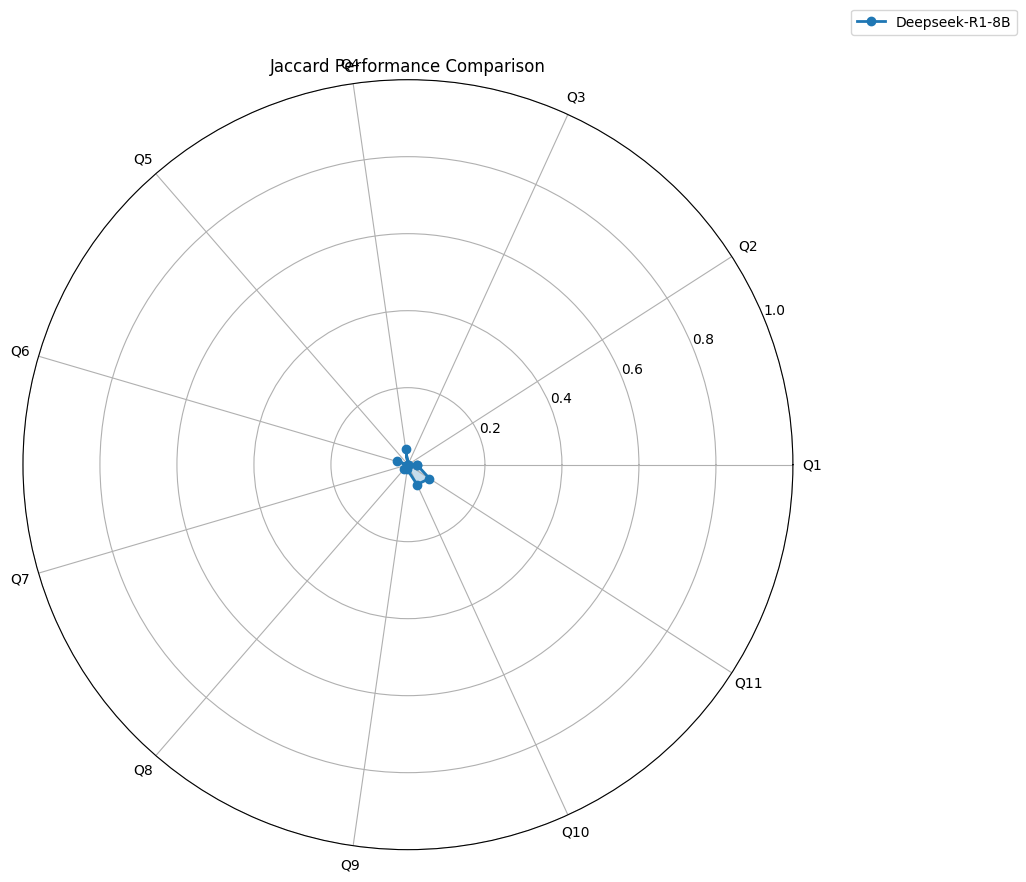 Deepseek-R1-8B
Jaccard Performance Comparison
Q4
Q3
Q5
Q2
1.0
0.8
Q6
0.6
0.4
0.2
Q1
Q7
Q11
Q8
Q10
Q9